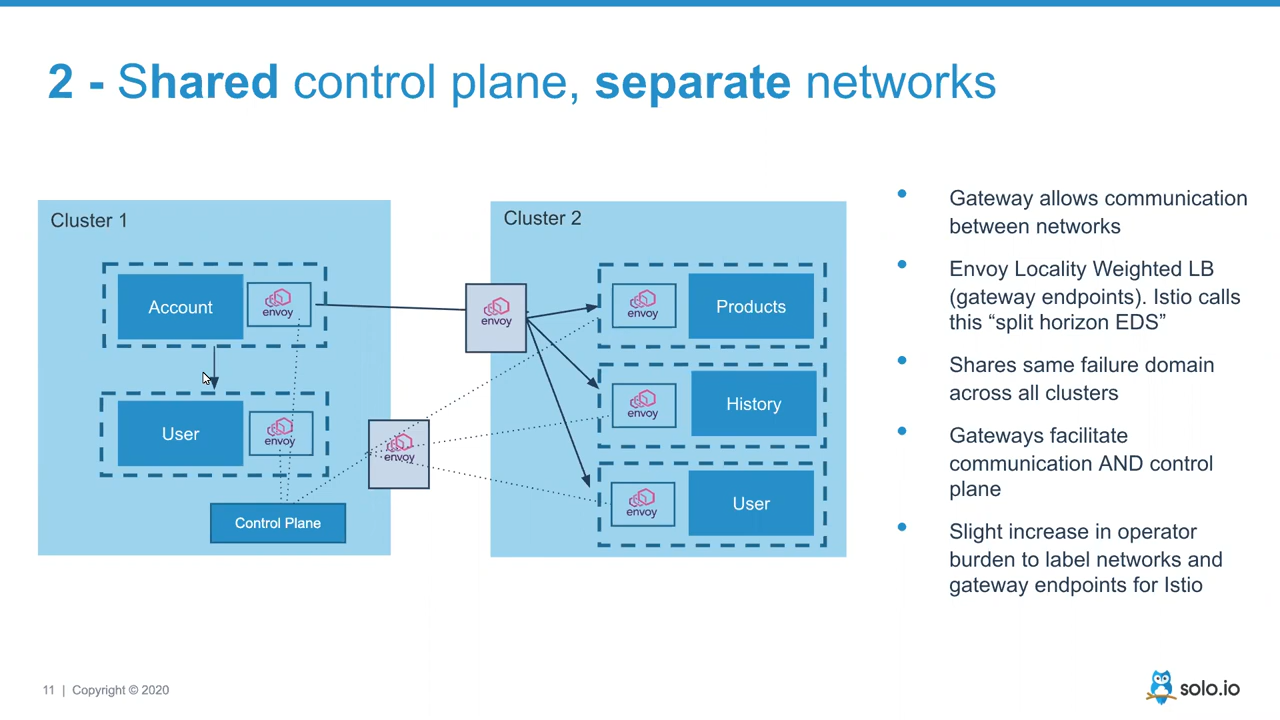 2 - Shared control plane, separate networks
Cluster 1
Account
envoy
User
envoy
Control Plane
envoy
envoy
Cluster 2
envoy
Products
envoy
History
envoy
User
• Gateway allows communication
between networks
• Envoy Locality Weighted LB
(gateway endpoints). Istio calls
this “split horizon EDS”
• Shares same failure domain
across all clusters
• Gateways facilitate
communication AND control
plane
• Slight increase in operator
burden to label networks and
gateway endpoints for Istio
11 | Copyright © 2020
solo.io